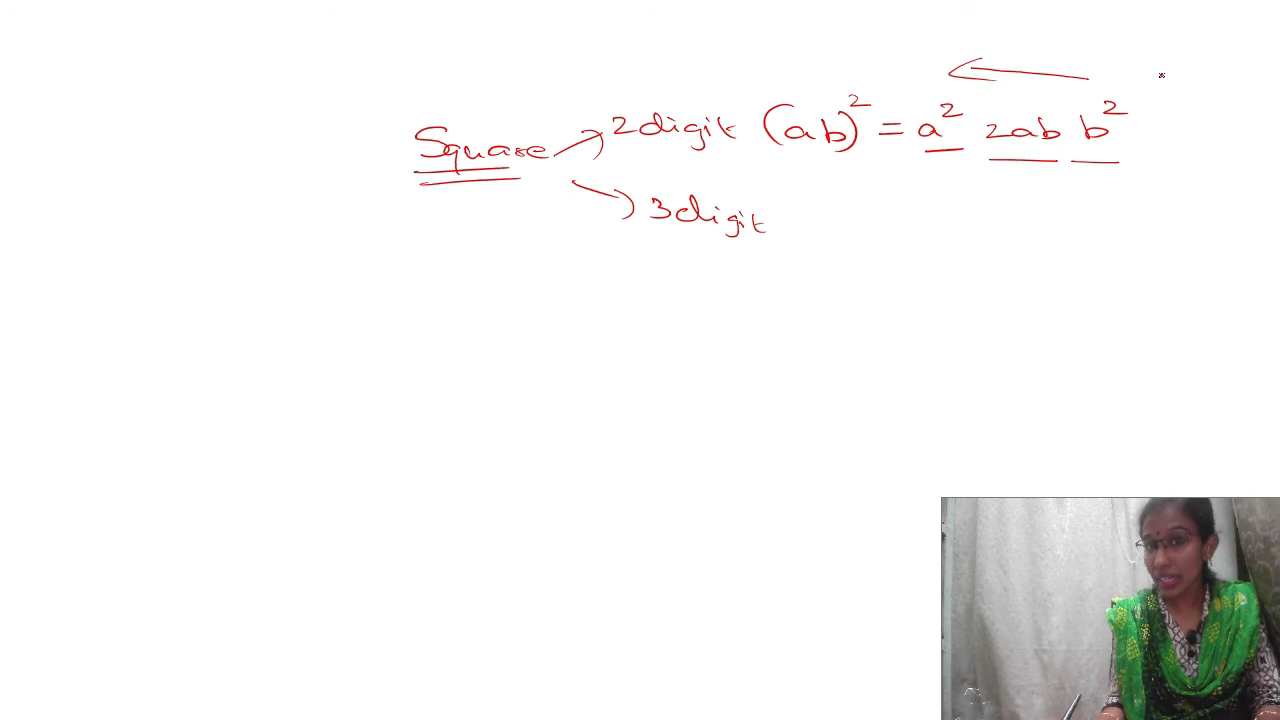 Square 2digit (ab)² = a² 2ab b²
3digit